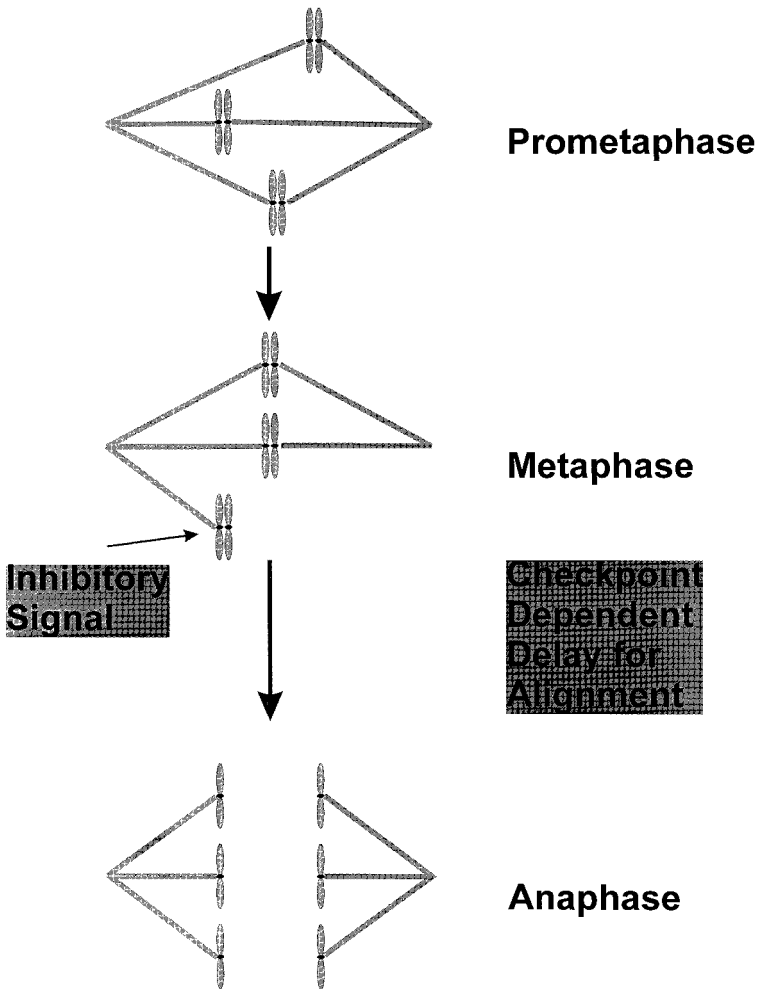 Prometaphase
Metaphase
Inhibitory
Signal
Checkpoint
Dependent
Delay for
Alignment
Anaphase